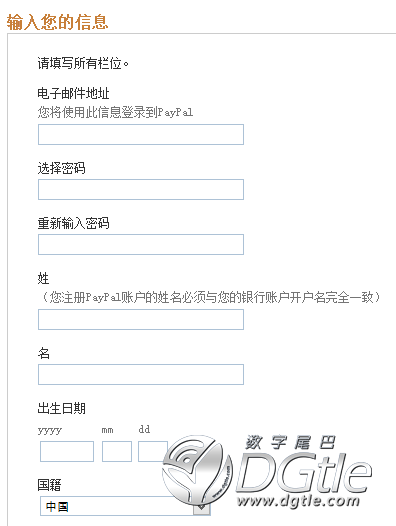 输入您的信息
请填写所有栏位。
电子邮件地址
您将使用此信息登录到PayPal
选择密码
重新输入密码
姓
（您注册PayPal账户的姓名必须与您的银行账户开户名完全一致）
名
出生日期
yyyy mm dd
国籍
中国
数字尾巴
DGtle
www.dgtle.com